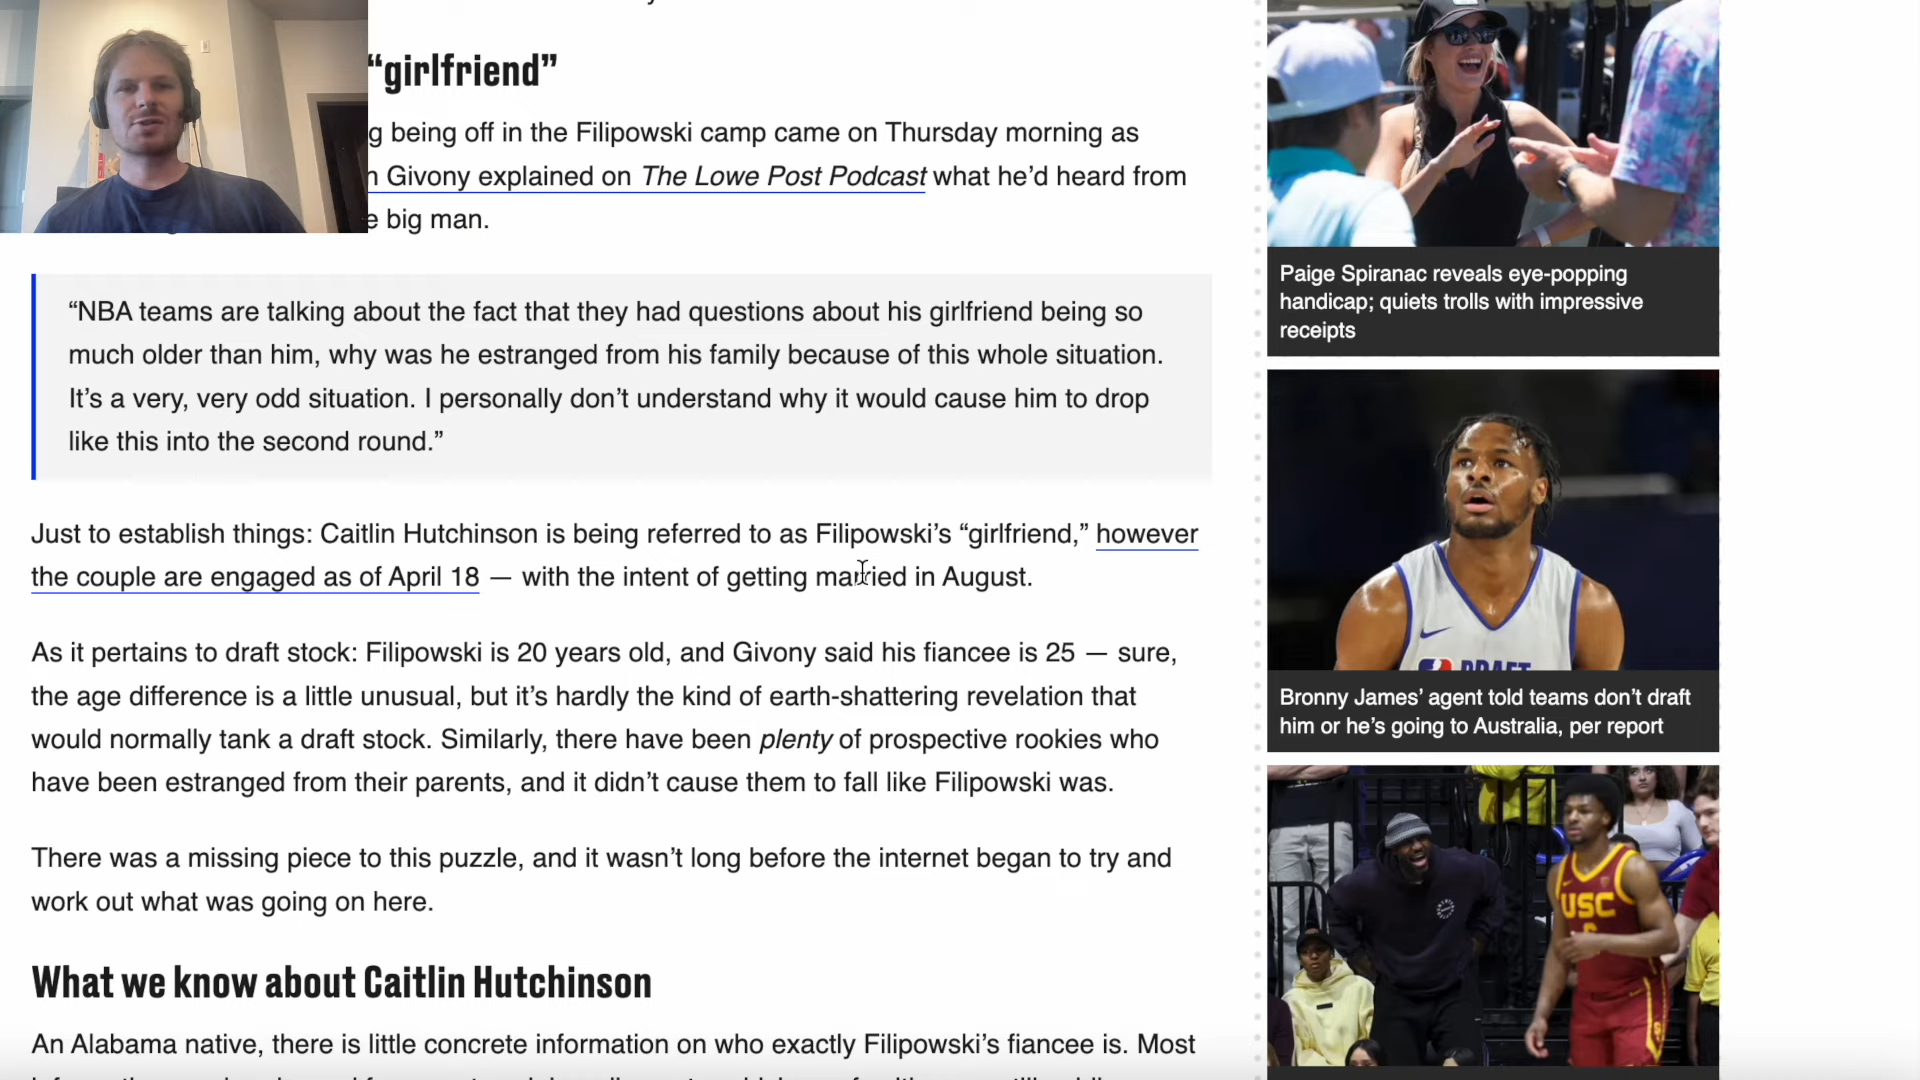 “girlfriend”
g being off in the Filipowski camp came on Thursday morning as
Givony explained on The Lowe Post Podcast what he’d heard from
e big man.
“NBA teams are talking about the fact that they had questions about his girlfriend being so
much older than him, why was he estranged from his family because of this whole situation.
It’s a very, very odd situation. I personally don’t understand why it would cause him to drop
like this into the second round.”
Just to establish things: Caitlin Hutchinson is being referred to as Filipowski’s “girlfriend,” however
the couple are engaged as of April 18 — with the intent of getting married in August.
As it pertains to draft stock: Filipowski is 20 years old, and Givony said his fiancee is 25 — sure,
the age difference is a little unusual, but it’s hardly the kind of earth-shattering revelation that
would normally tank a draft stock. Similarly, there have been plenty of prospective rookies who
have been estranged from their parents, and it didn’t cause them to fall like Filipowski was.
There was a missing piece to this puzzle, and it wasn’t long before the internet began to try and
work out what was going on here.
What we know about Caitlin Hutchinson
An Alabama native, there is little concrete information on who exactly Filipowski’s fiancee is. Most
Paige Spiranac reveals eye-popping
handicap; quiets trolls with impressive
receipts
DRAFT
Bronny James’ agent told teams don’t draft
him or he’s going to Australia, per report
USC